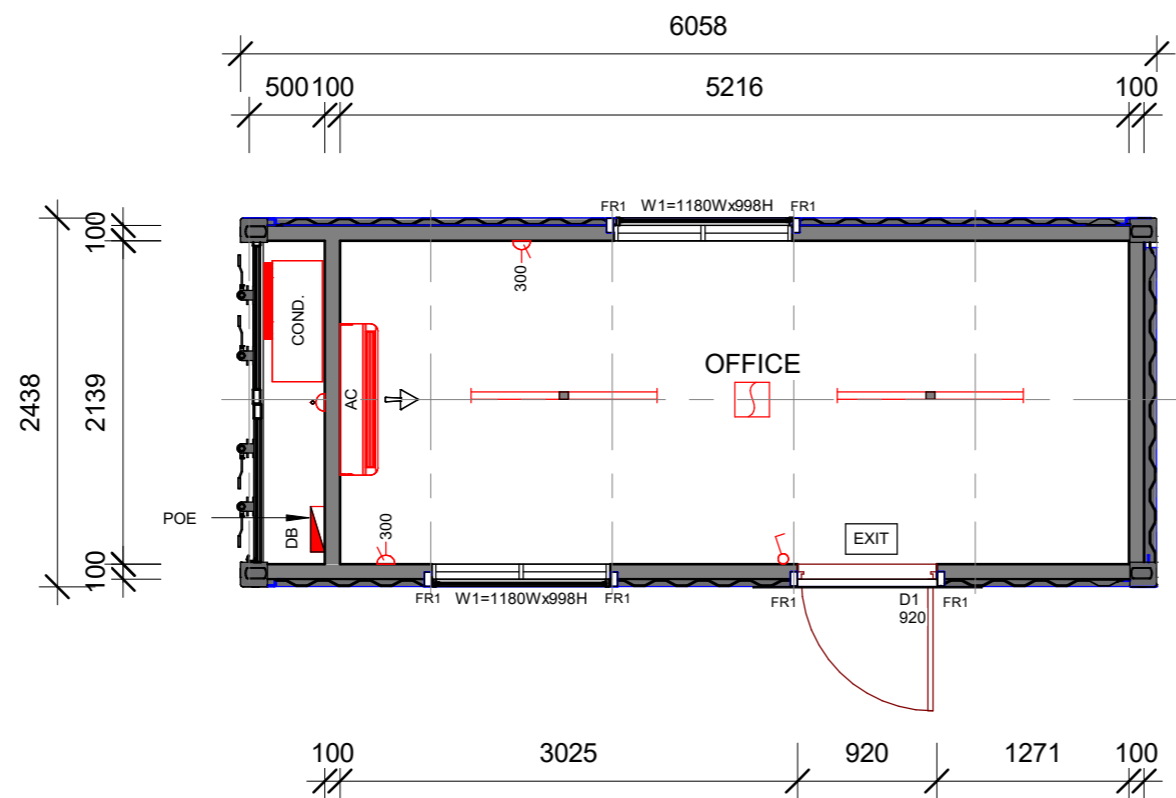 6058
500 100 5216 100
FR1 W1=1180Wx998H FR1
2438
100
2139
100
300
COND.
OFFICE
AC
POE
DB
300
EXIT
FR1 W1=1180Wx998H FR1
FR1
D1
920
FR1
100 3025 920 1271 100